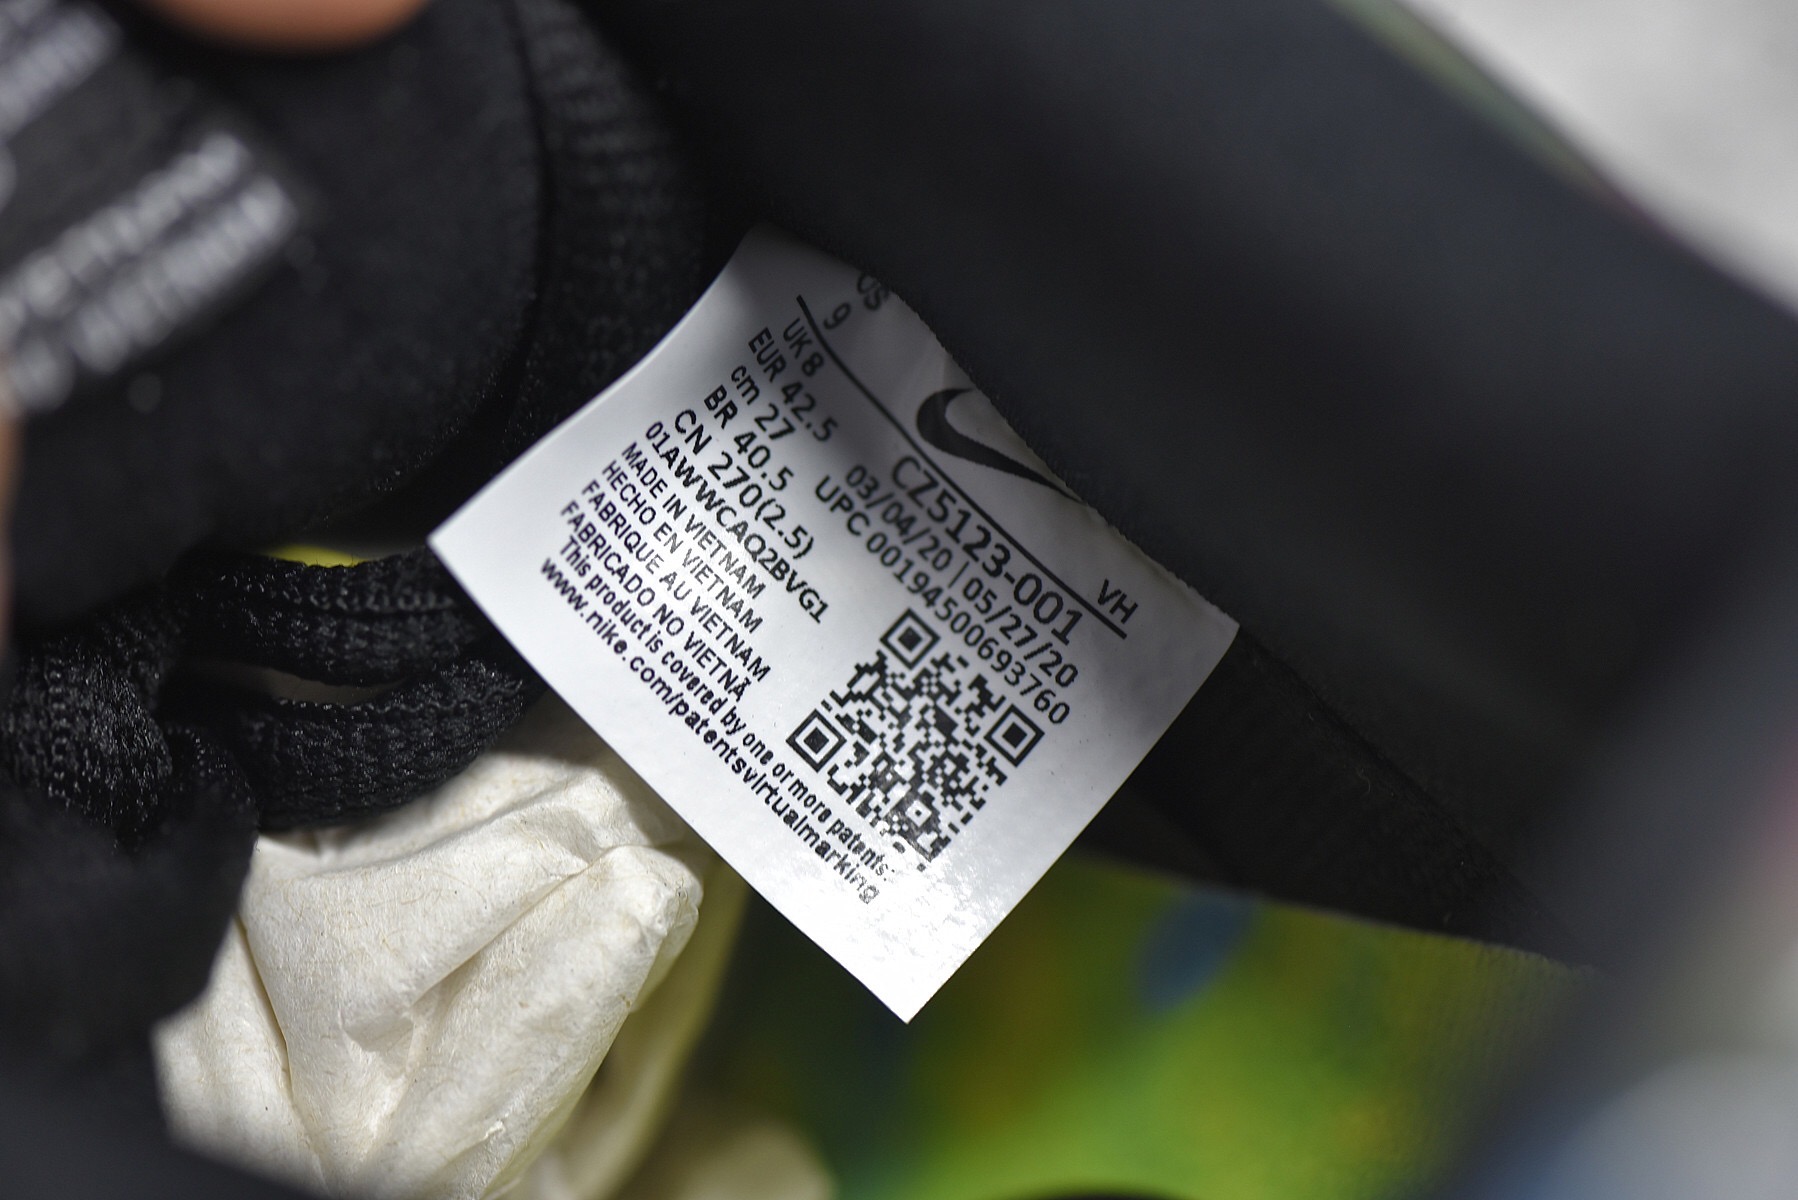 US
9
UK 8
EUR 42.5
cm 27
BR 40.5
CN 270(2.5)
01AWWCAQ2BVG1
MADE IN VIETNAM
HECHO EN VIETNAM
FABRIQUE AU VIETNAM
FABRICADO NO VIETNÃ
This product is covered by one or more patents:
www.nike.com/patentsvirtualmarking
VH
CZ5123-001
03/04/20 | 05/27/20
UPC 00194500693760